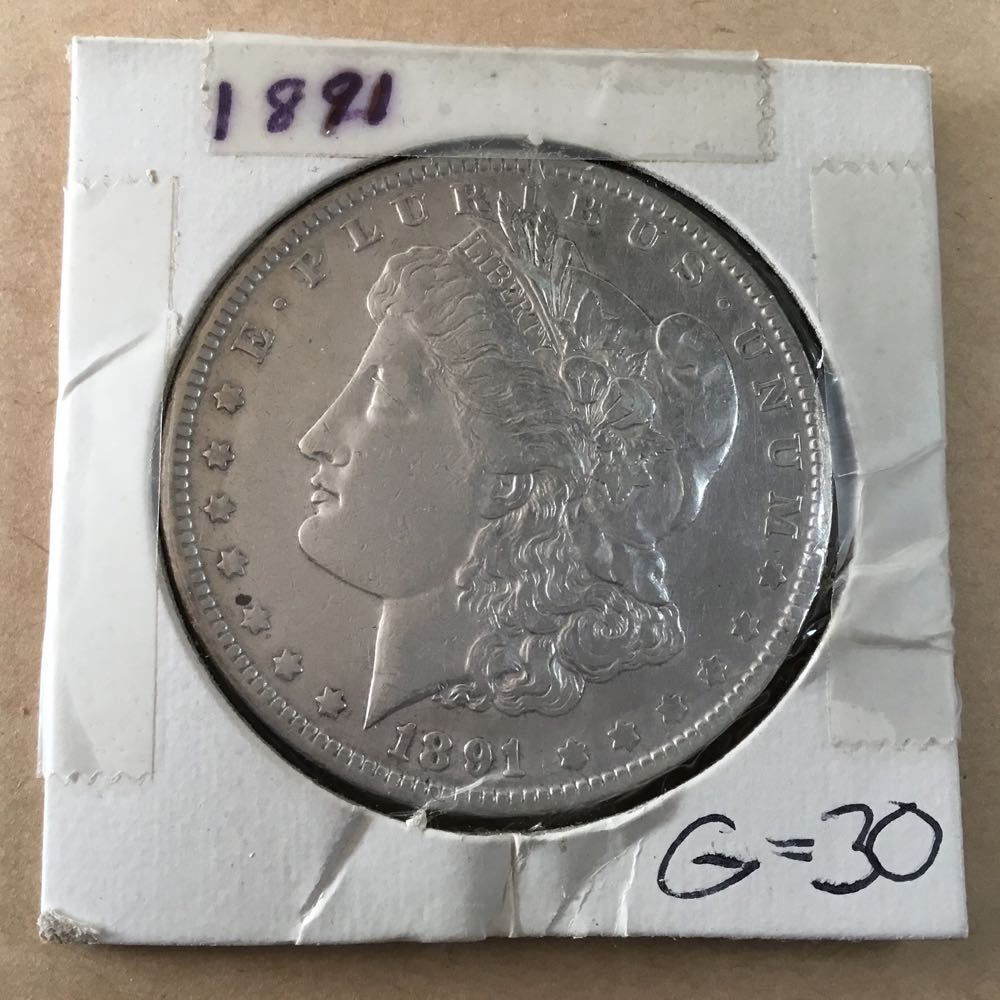 1891
E · PLURIBUS · UNUM
LIBERTY
1891
G=30